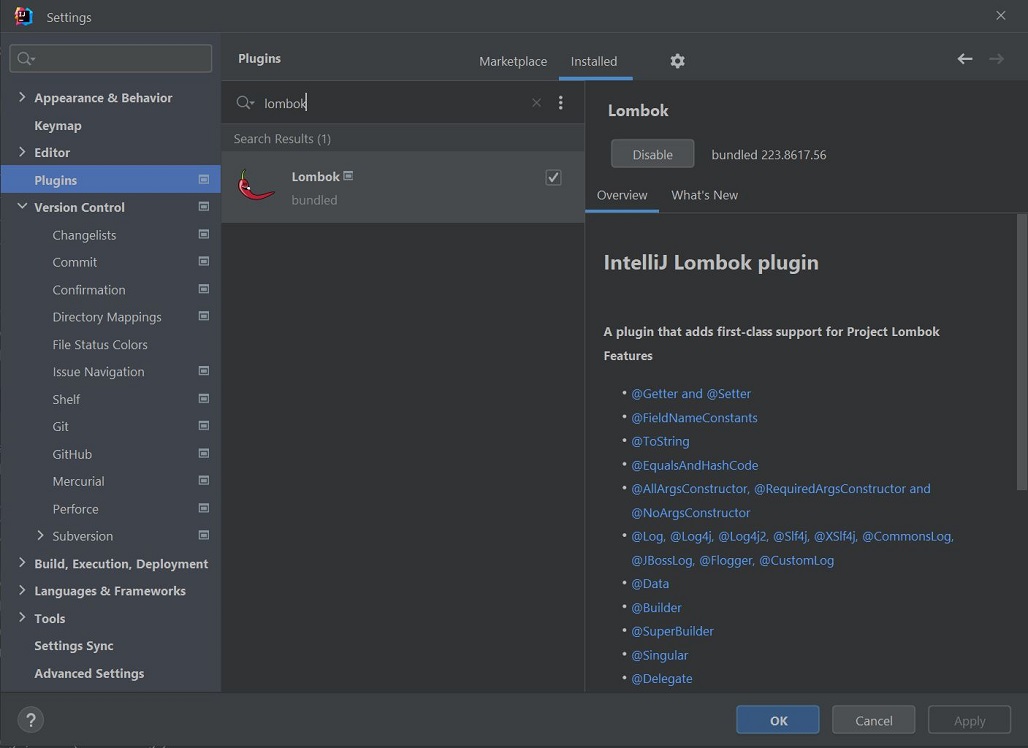 Settings
Plugins
Marketplace
Installed
Appearance & Behavior
Keymap
Editor
Plugins
Version Control
Changelists
Commit
Confirmation
Directory Mappings
File Status Colors
Issue Navigation
Shelf
Git
GitHub
Mercurial
Perforce
Subversion
Build, Execution, Deployment
Languages & Frameworks
Tools
Settings Sync
Advanced Settings
lombok
Search Results (1)
Lombok
bundled
Lombok
Disable
bundled 223.8617.56
Overview
What's New
IntelliJ Lombok plugin
A plugin that adds first-class support for Project Lombok
Features
• @Getter and @Setter
• @FieldNameConstants
• @ToString
• @EqualsAndHashCode
• @AllArgsConstructor, @RequiredArgsConstructor and
@NoArgsConstructor
• @Log, @Log4j, @Log4j2, @Slf4j, @XSlf4j, @CommonsLog,
@JBossLog, @Flogger, @CustomLog
• @Data
• @Builder
• @SuperBuilder
• @Singular
• @Delegate
?
OK
Cancel
Apply